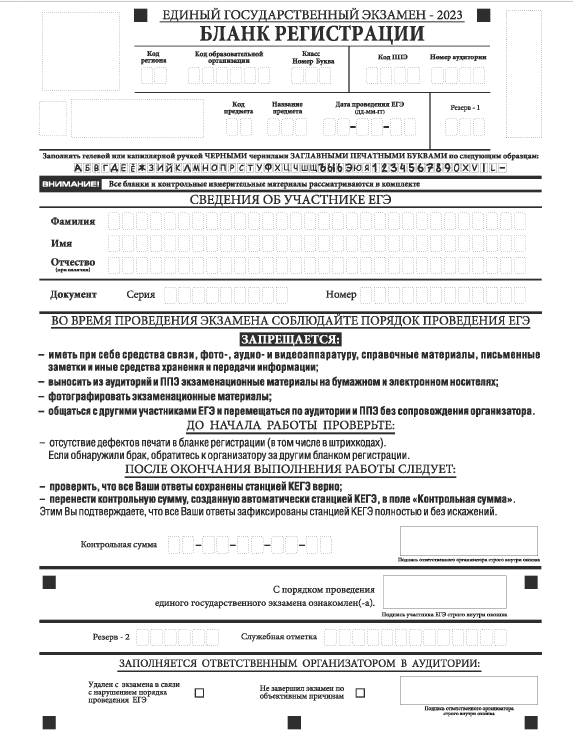 ЕДИНЫЙ ГОСУДАРСТВЕННЫЙ ЭКЗАМЕН - 2023
БЛАНК РЕГИСТРАЦИИ
Код региона
Код образовательной организации
Класс Номер Буква
Код ППЭ
Номер аудитории
Код предмета
Название предмета
Дата проведения ЕГЭ (ДД-ММ-ГГ)
Резерв - 1
Заполнять гелевой или капиллярной ручкой ЧЕРНЫМИ чернилами ЗАГЛАВНЫМИ ПЕЧАТНЫМИ БУКВАМИ по следующим образцам:
АБВГДЕЁЖЗИЙКЛМНОПРСТУФХЦЧШЩЪЫЬЭЮЯ1234567890XVIL-
ВНИМАНИЕ! Все бланки и контрольные измерительные материалы рассматриваются в комплекте
СВЕДЕНИЯ ОБ УЧАСТНИКЕ ЕГЭ
Фамилия
Имя
Отчество
(при наличии)
Документ Серия Номер
ВО ВРЕМЯ ПРОВЕДЕНИЯ ЭКЗАМЕНА СОБЛЮДАЙТЕ ПОРЯДОК ПРОВЕДЕНИЯ ЕГЭ
ЗАПРЕЩАЕТСЯ:
– иметь при себе средства связи, фото-, аудио- и видеоаппаратуру, справочные материалы, письменные
заметки и иные средства хранения и передачи информации;
– выносить из аудиторий и ППЭ экзаменационные материалы на бумажном и электронном носителях;
– фотографировать экзаменационные материалы;
– общаться с другими участниками ЕГЭ и перемещаться по аудитории и ППЭ без сопровождения организатора.
ДО НАЧАЛА РАБОТЫ ПРОВЕРЬТЕ:
– отсутствие дефектов печати в бланке регистрации (в том числе в штрихкодах).
Если обнаружили брак, обратитесь к организатору за другим бланком регистрации.
ПОСЛЕ ОКОНЧАНИЯ ВЫПОЛНЕНИЯ РАБОТЫ СЛЕДУЕТ:
– проверить, что все Ваши ответы сохранены станцией КЕГЭ верно;
– перенести контрольную сумму, созданную автоматически станцией КЕГЭ, в поле «Контрольная сумма».
Этим Вы подтверждаете, что все Ваши ответы зафиксированы станцией КЕГЭ полностью и без искажений.
Контрольная сумма
Подпись ответственного организатора строго внутри окошка
С порядком проведения
единого государственного экзамена ознакомлен(-а).
Подпись участника ЕГЭ строго внутри окошка
Резерв - 2 Служебная отметка
ЗАПОЛНЯЕТСЯ ОТВЕТСТВЕННЫМ ОРГАНИЗАТОРОМ В АУДИТОРИИ:
Удален с экзамена в связи
с нарушением порядка
проведения ЕГЭ
Не завершил экзамен по
объективным причинам
Подпись ответственного организатора
строго внутри окошка